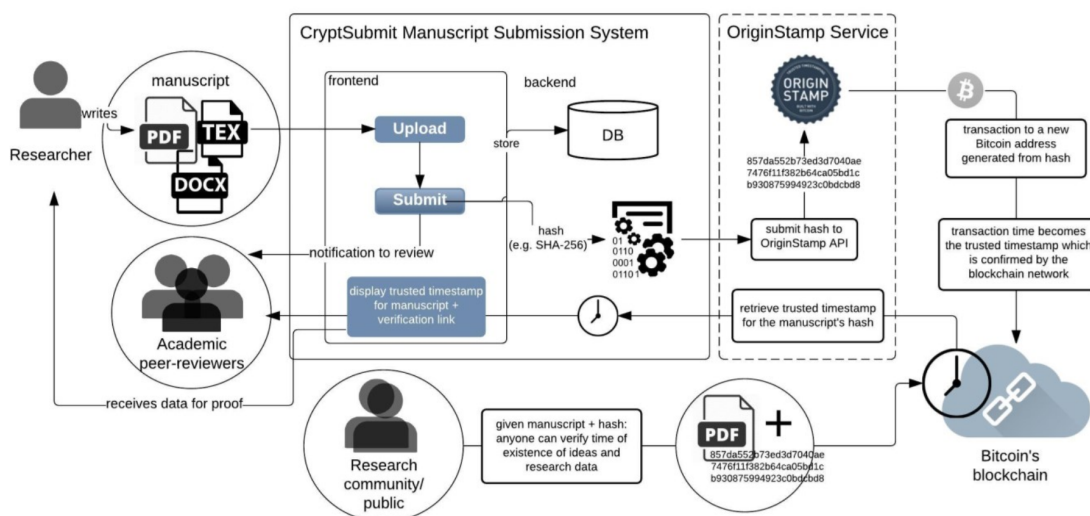 CryptSubmit Manuscript Submission System
OriginStamp Service
manuscript
frontend
backend
writes
Researcher
PDF
TEX
DOCX
Upload
Submit
store
DB
hash
(e.g. SHA-256)
01
0110
0001
01101
ORIGIN
STAMP
857da552b73ed3d7040ae
7476f11f382b64ca05bd1c
b930875994923c0bdcbd8
submit hash to
OriginStamp API
transaction to a new
Bitcoin address
generated from hash
transaction time becomes
the trusted timestamp which
is confirmed by the
blockchain network
notification to review
display trusted timestamp
for manuscript +
verification link
retrieve trusted timestamp
for the manuscript's hash
Academic
peer-reviewers
receives data for proof
Research
community/
public
given manuscript + hash:
anyone can verify time of
existence of ideas and
research data
PDF
+
857da552b73ed3d7040ae
7476f11f382b64ca05bd1c
b930875994923c0bdcbd8
Bitcoin's
blockchain